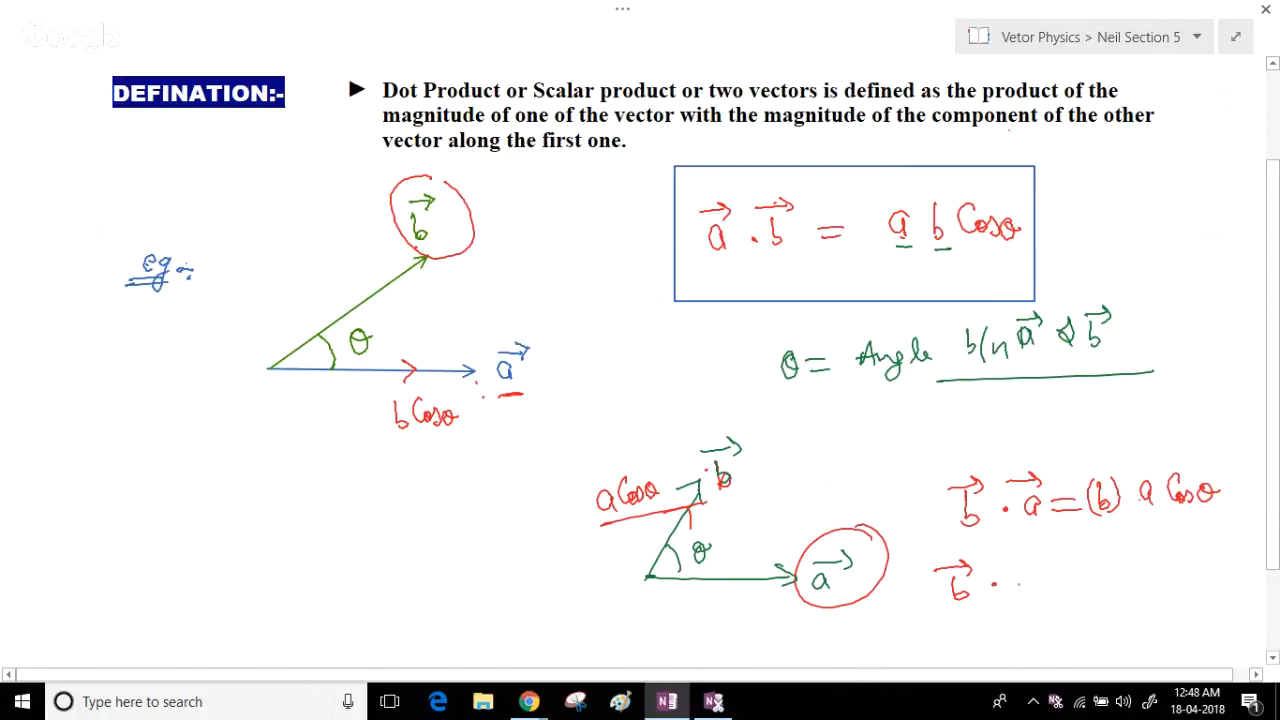 Google
Vetor Physics > Neil Section 5
DEFINATION:-
► Dot Product or Scalar product or two vectors is defined as the product of the
magnitude of one of the vector with the magnitude of the component of the other
vector along the first one.
b⃗
a⃗ . b⃗ = a b Cosθ
eg :-
θ
θ = Angle b/n a⃗ & b⃗
a⃗
b Cosθ
b⃗
a Cosθ
b⃗ . a⃗ = (b) a Cosθ
θ
a⃗
b⃗ .
Type here to search
12:48 AM
18-04-2018
1